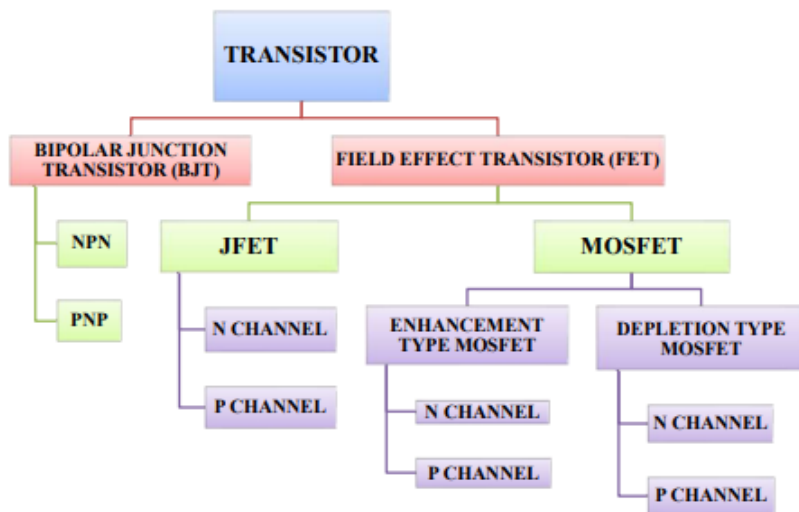 TRANSISTOR
BIPOLAR JUNCTION
TRANSISTOR (BJT)
FIELD EFFECT TRANSISTOR (FET)
NPN
PNP
JFET
MOSFET
N CHANNEL
P CHANNEL
ENHANCEMENT
TYPE MOSFET
N CHANNEL
P CHANNEL
DEPLETION TYPE
MOSFET
N CHANNEL
P CHANNEL